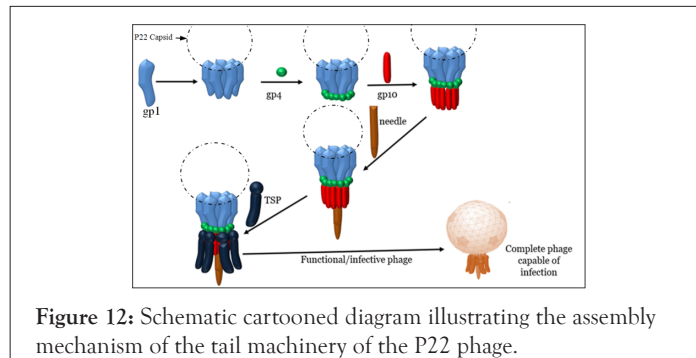 P22 Capsid
gp1
gp4
gp10
needle
TSP
Functional/infective phage
Complete phage
capable of
infection
Figure 12: Schematic cartooned diagram illustrating the assembly
mechanism of the tail machinery of the P22 phage.